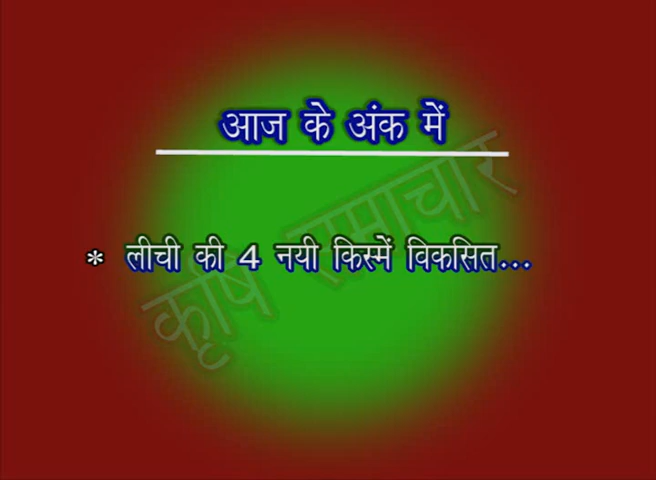 आज के अंक में
* लीची की 4 नयी किस्में विकसित...
कृषि समाचार